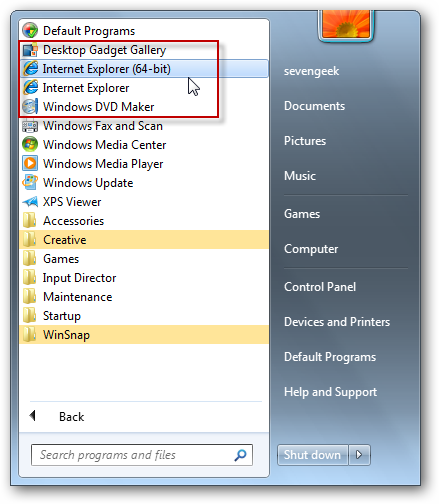 Default Programs
Desktop Gadget Gallery
Internet Explorer (64-bit)
Internet Explorer
Windows DVD Maker
Windows Fax and Scan
Windows Media Center
Windows Media Player
Windows Update
XPS Viewer
Accessories
Creative
Games
Input Director
Maintenance
Startup
WinSnap
Back
Search programs and files
sevengeek
Documents
Pictures
Music
Games
Computer
Control Panel
Devices and Printers
Default Programs
Help and Support
Shut down